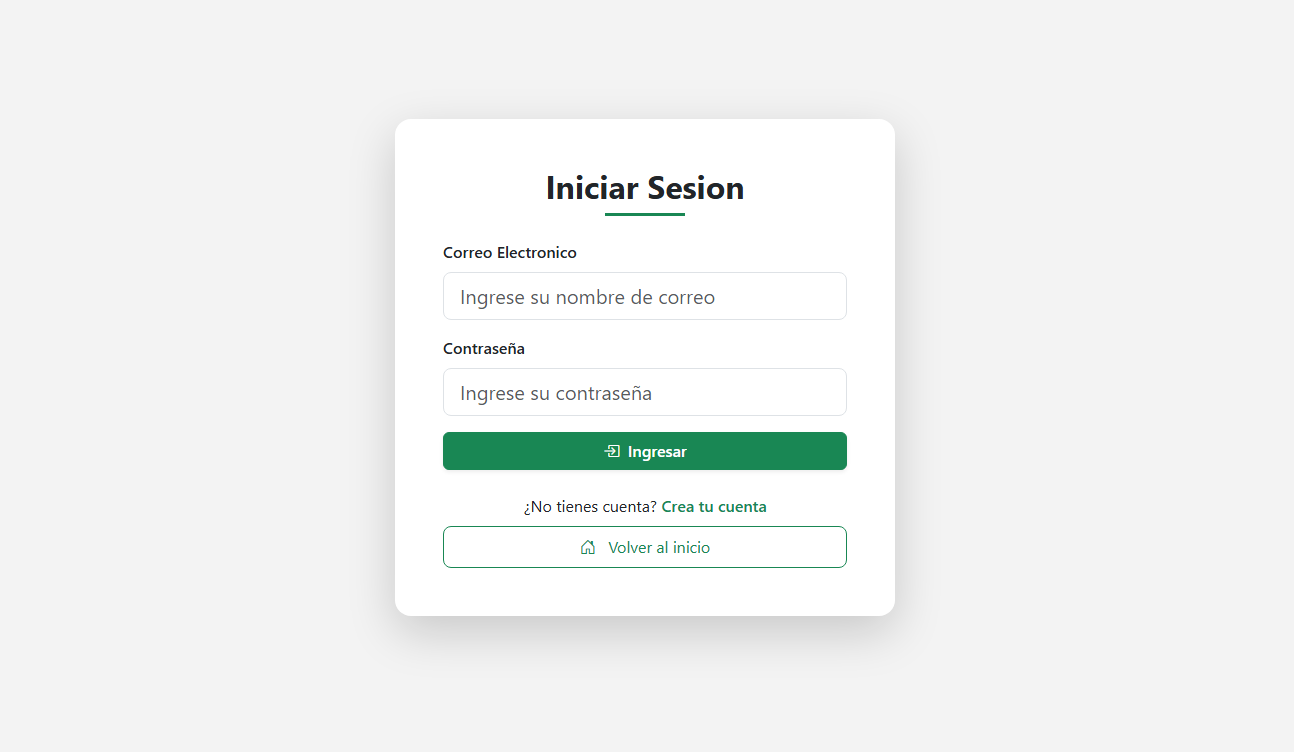 Iniciar Sesion
Correo Electronico
Ingrese su nombre de correo
Contraseña
Ingrese su contraseña
Ingresar
¿No tienes cuenta? Crea tu cuenta
Volver al inicio